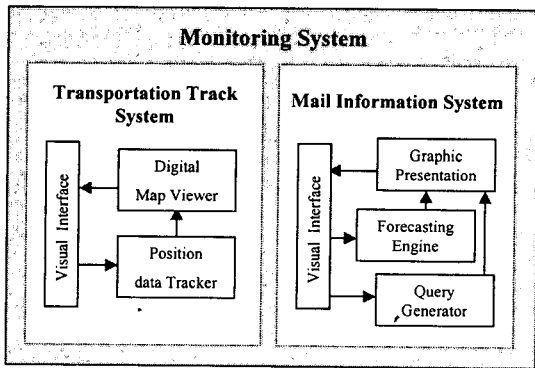 Monitoring System
Transportation Track
System
Visual Interface
Digital
Map Viewer
Position
data Tracker
Mail Information System
Visual Interface
Graphic
Presentation
Forecasting
Engine
Query
Generator